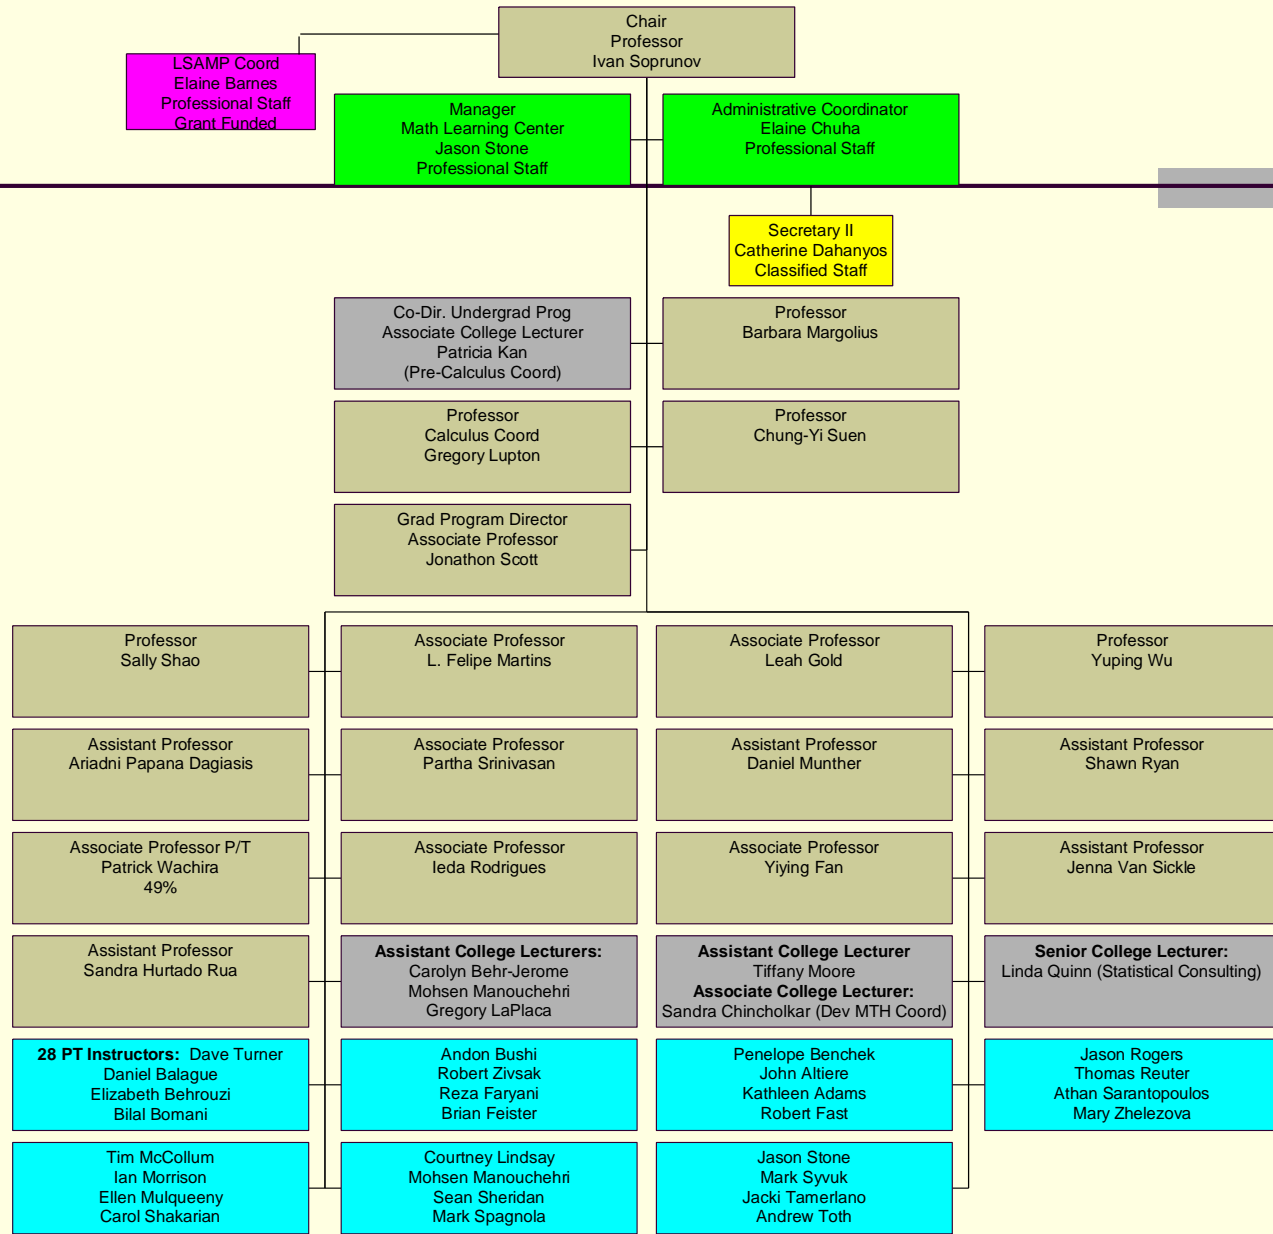 Chair
Professor
Ivan Soprunov
LSAMP Coord
Elaine Barnes
Professional Staff
Grant Funded
Manager
Math Learning Center
Jason Stone
Professional Staff
Administrative Coordinator
Elaine Chuha
Professional Staff
Secretary II
Catherine Dahanyos
Classified Staff
Co-Dir. Undergrad Prog
Associate College Lecturer
Patricia Kan
(Pre-Calculus Coord)
Professor
Barbara Margolius
Professor
Calculus Coord
Gregory Lupton
Professor
Chung-Yi Suen
Grad Program Director
Associate Professor
Jonathon Scott
Professor
Sally Shao
Associate Professor
L. Felipe Martins
Associate Professor
Leah Gold
Professor
Yuping Wu
Assistant Professor
Ariadni Papana Dagiasis
Associate Professor
Partha Srinivasan
Assistant Professor
Daniel Munther
Assistant Professor
Shawn Ryan
Associate Professor P/T
Patrick Wachira
49%
Associate Professor
Ieda Rodrigues
Associate Professor
Yiying Fan
Assistant Professor
Jenna Van Sickle
Assistant Professor
Sandra Hurtado Rua
Assistant College Lecturers:
Carolyn Behr-Jerome
Mohsen Manouchehri
Gregory LaPlaca
Assistant College Lecturer
Tiffany Moore
Associate College Lecturer:
Sandra Chincholkar (Dev MTH Coord)
Senior College Lecturer:
Linda Quinn (Statistical Consulting)
28 PT Instructors: Dave Turner
Daniel Balague
Elizabeth Behrouzi
Bilal Bomani
Andon Bushi
Robert Zivsak
Reza Faryani
Brian Feister
Penelope Benchek
John Altiere
Kathleen Adams
Robert Fast
Jason Rogers
Thomas Reuter
Athan Sarantopoulos
Mary Zhelezova
Tim McCollum
Ian Morrison
Ellen Mulqueeny
Carol Shakarian
Courtney Lindsay
Mohsen Manouchehri
Sean Sheridan
Mark Spagnola
Jason Stone
Mark Syvuk
Jacki Tamerlano
Andrew Toth